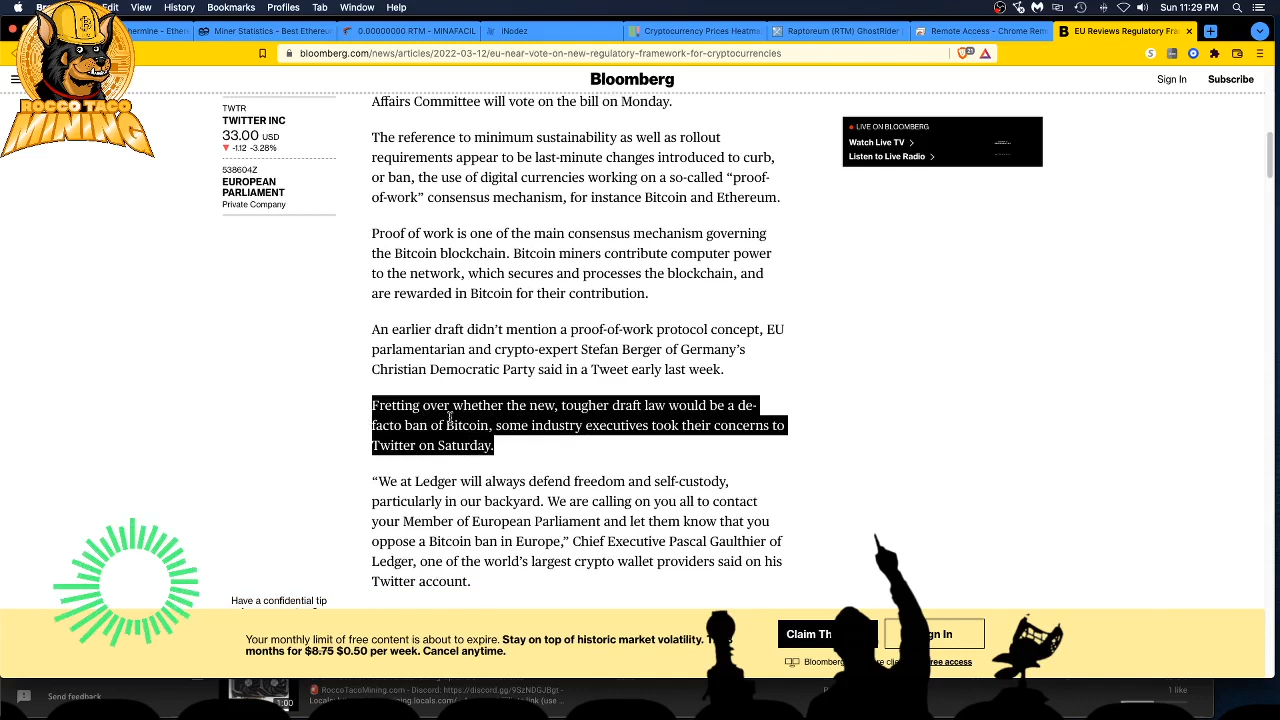 History Bookmarks Profiles Tab Window Help
Sun 11:29 PM
Miner Statistics - Best Ethereu
0.00000000 RTM - MINAFACIL
iNodez
Cryptocurrency Prices Heatma
Raptoreum (RTM) GhostRider
Remote Access - Chrome Rem
EU Reviews Regulatory Fra
bloomberg.com/news/articles/2022-03-12/eu-near-vote-on-new-regulatory-framework-for-cryptocurrencies
Bloomberg
Sign In
Subscribe
ROCCO TACO
MINING
TWTR
TWITTER INC
33.00 USD
-1.12 -3.28%
538604Z
EUROPEAN
PARLIAMENT
Private Company
Affairs Committee will vote on the bill on Monday.
The reference to minimum sustainability as well as rollout
requirements appear to be last-minute changes introduced to curb,
or ban, the use of digital currencies working on a so-called “proof-
of-work” consensus mechanism, for instance Bitcoin and Ethereum.
Proof of work is one of the main consensus mechanism governing
the Bitcoin blockchain. Bitcoin miners contribute computer power
to the network, which secures and processes the blockchain, and
are rewarded in Bitcoin for their contribution.
An earlier draft didn’t mention a proof-of-work protocol concept, EU
parlamentarian and crypto-expert Stefan Berger of Germany’s
Christian Democratic Party said in a Tweet early last week.
Fretting over whether the new, tougher draft law would be a de-
facto ban of Bitcoin, some industry executives took their concerns to
Twitter on Saturday.
“We at Ledger will always defend freedom and self-custody,
particularly in our backyard. We are calling on you all to contact
your Member of European Parliament and let them know that you
oppose a Bitcoin ban in Europe,” Chief Executive Pascal Gaulthier of
Ledger, one of the world’s largest crypto wallet providers said on his
Twitter account.
LIVE ON BLOOMBERG
Watch Live TV
Listen to Live Radio
Have a confidential tip
Your monthly limit of free content is about to expire. Stay on top of historic market volatility.
months for $8.75 $0.50 per week. Cancel anytime.
Claim Th
gn In
Bloomberg
free access
Send feedback
RoccoTacoMining.com - Discord: https://discord.gg/9SzNDGJBgt -
1 like